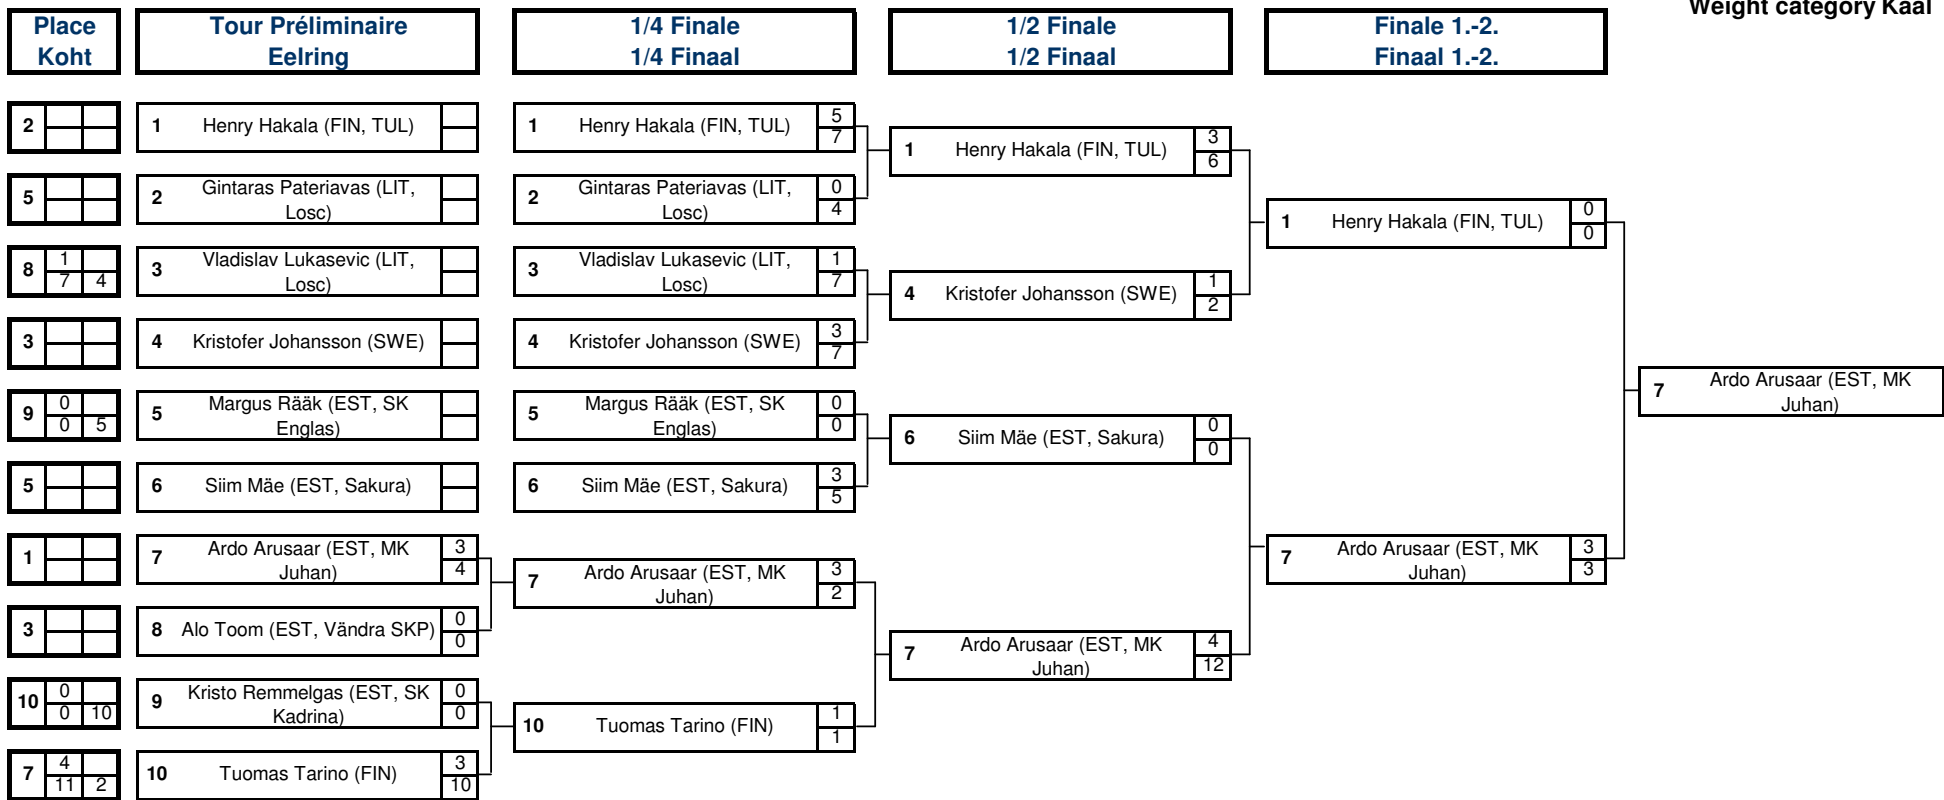 Weight category Kaal
Place
Koht
Tour Préliminaire
Eelring
1/4 Finale
1/4 Finaal
1/2 Finale
1/2 Finaal
Finale 1.-2.
Finaal 1.-2.
2
1 Henry Hakala (FIN, TUL)
5
2 Gintaras Pateriavas (LIT,
Losc)
8 1
7 4
3 Vladislav Lukasevic (LIT,
Losc)
3
4 Kristofer Johansson (SWE)
9 0
0 5
5 Margus Rääk (EST, SK
Englas)
5
6 Siim Mäe (EST, Sakura)
1
7 Ardo Arusaar (EST, MK
Juhan)
3
4
3
8 Alo Toom (EST, Vändra SKP)
0
0
10 0
0 10
9 Kristo Remmelgas (EST, SK
Kadrina)
0
0
7 4
11 2
10 Tuomas Tarino (FIN)
3
10
1 Henry Hakala (FIN, TUL)
5
7
2 Gintaras Pateriavas (LIT,
Losc)
0
4
3 Vladislav Lukasevic (LIT,
Losc)
1
7
4 Kristofer Johansson (SWE)
3
7
5 Margus Rääk (EST, SK
Englas)
0
0
6 Siim Mäe (EST, Sakura)
3
5
7 Ardo Arusaar (EST, MK
Juhan)
3
2
10 Tuomas Tarino (FIN)
1
1
1 Henry Hakala (FIN, TUL)
3
6
4 Kristofer Johansson (SWE)
1
2
6 Siim Mäe (EST, Sakura)
0
0
7 Ardo Arusaar (EST, MK
Juhan)
4
12
1 Henry Hakala (FIN, TUL)
0
0
7 Ardo Arusaar (EST, MK
Juhan)
3
3
7 Ardo Arusaar (EST, MK
Juhan)